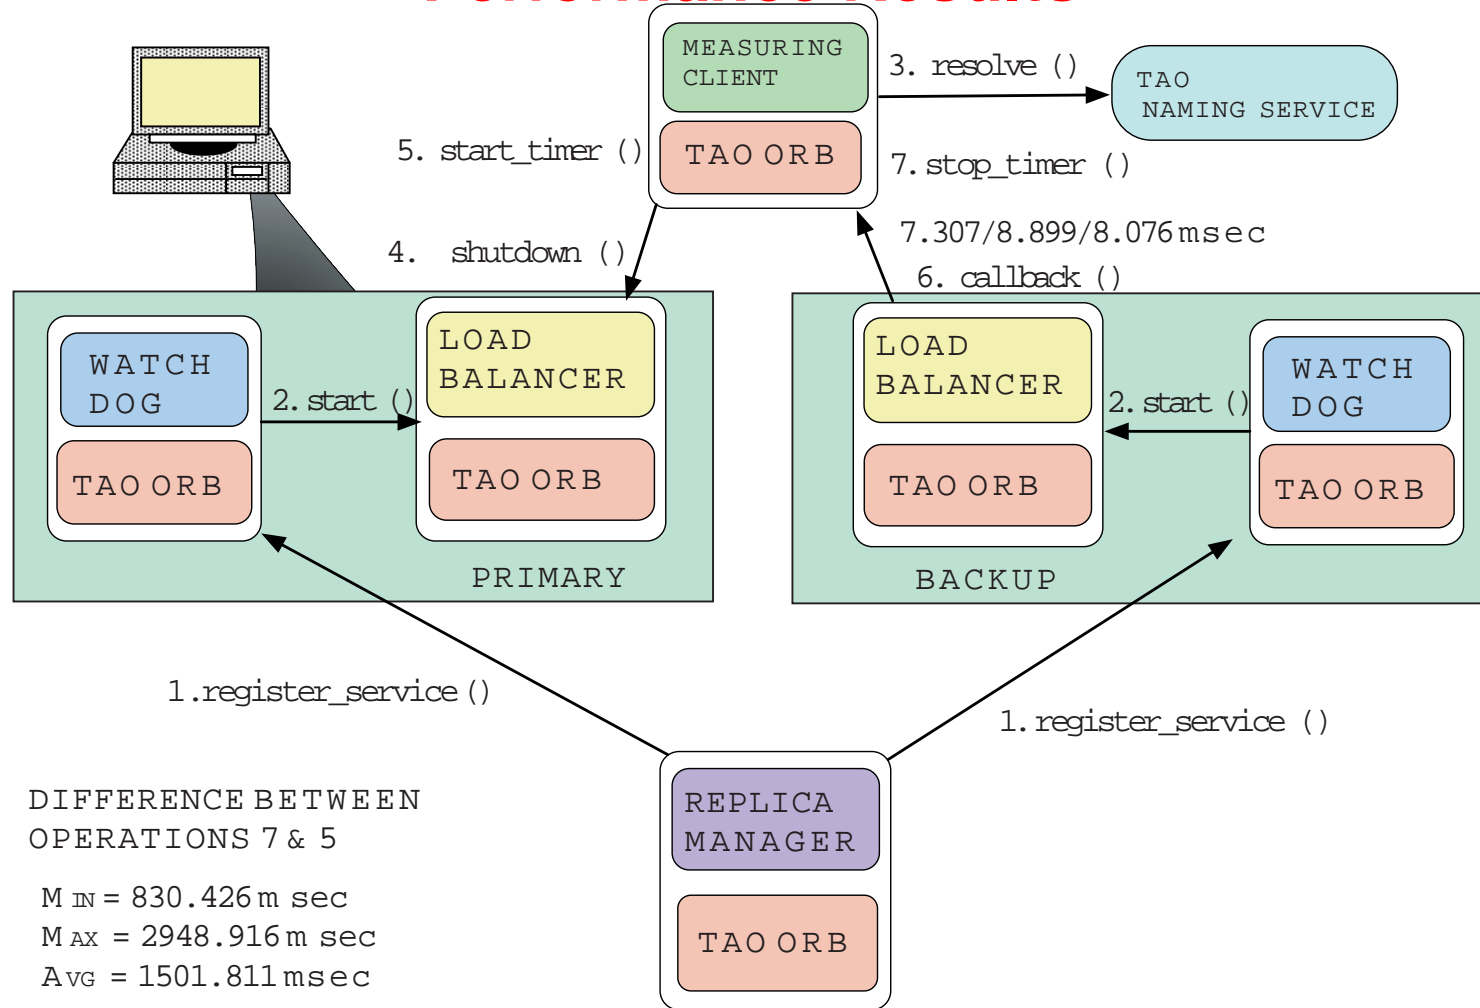 Performance Results
MEASURING
CLIENT
TAO ORB
3. resolve ()
TAO
NAMING SERVICE
5. start_timer ()
7. stop_timer ()
7.307/8.899/8.076 msec
4. shutdown ()
6. callback ()
WATCH
DOG
TAO ORB
2. start ()
LOAD
BALANCER
TAO ORB
PRIMARY
LOAD
BALANCER
TAO ORB
2. start ()
WATCH
DOG
TAO ORB
BACKUP
1. register_service ()
1. register_service ()
REPLICA
MANAGER
TAO ORB
DIFFERENCE BETWEEN
OPERATIONS 7 & 5
MIN = 830.426 m sec
MAX = 2948.916 m sec
AVG = 1501.811 msec